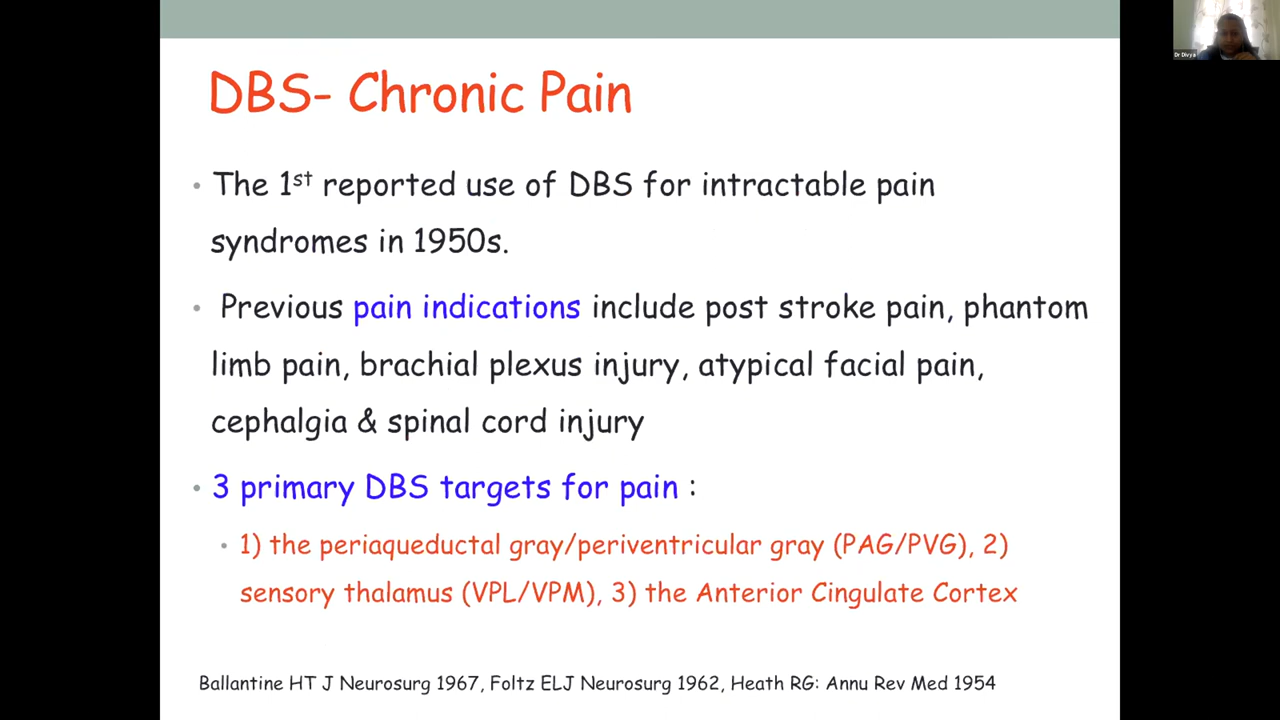 DBS- Chronic Pain
Dr Divya
• The 1st reported use of DBS for intractable pain
syndromes in 1950s.
• Previous pain indications include post stroke pain, phantom
limb pain, brachial plexus injury, atypical facial pain,
cephalgia & spinal cord injury
• 3 primary DBS targets for pain :
• 1) the periaqueductal gray/periventricular gray (PAG/PVG), 2)
sensory thalamus (VPL/VPM), 3) the Anterior Cingulate Cortex
Ballantine HT J Neurosurg 1967, Foltz ELJ Neurosurg 1962, Heath RG: Annu Rev Med 1954